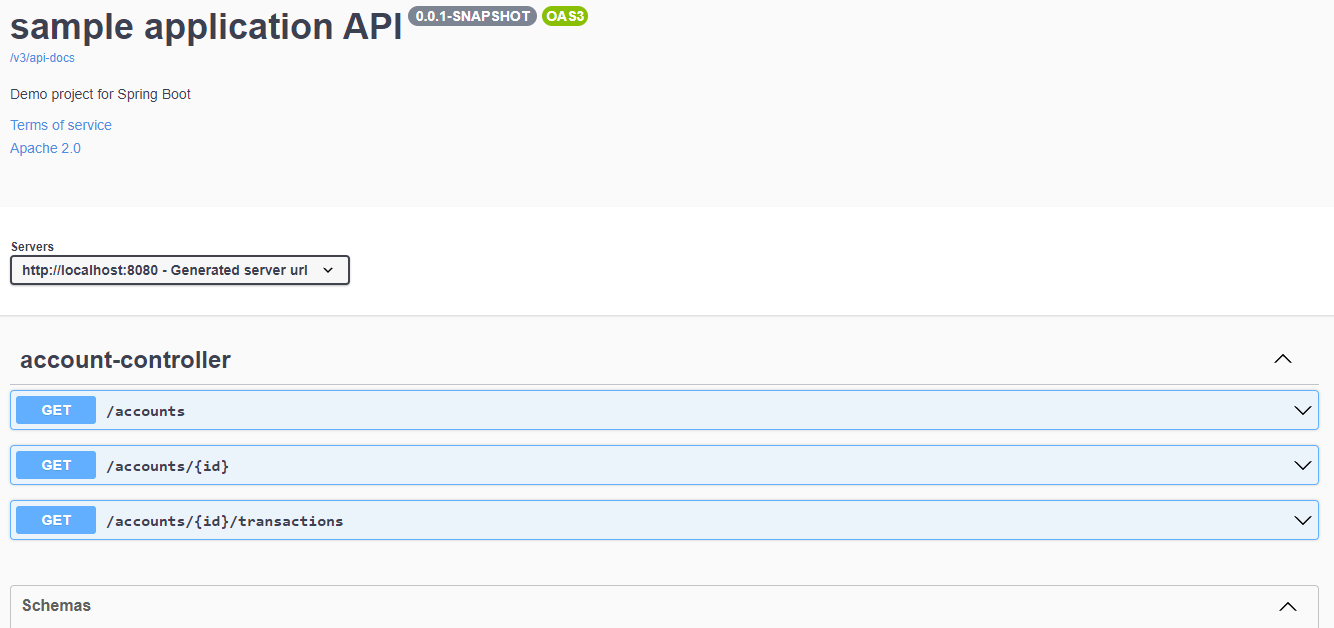 sample application API 0.0.1-SNAPSHOT OAS3
/v3/api-docs
Demo project for Spring Boot
Terms of service
Apache 2.0
Servers
http://localhost:8080 - Generated server url
account-controller
GET /accounts
GET /accounts/{id}
GET /accounts/{id}/transactions
Schemas